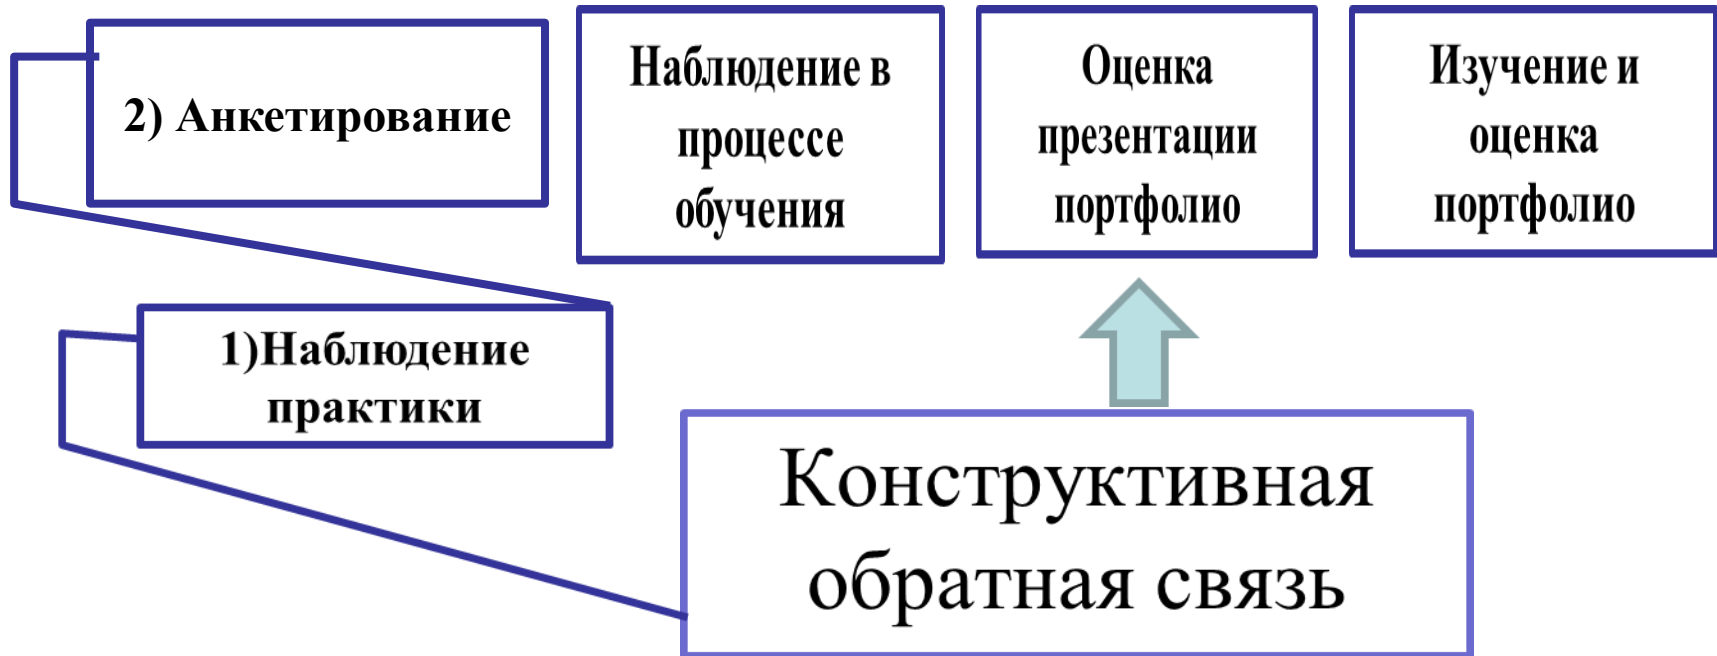 2) Анкетирование
Наблюдение в
процессе
обучения
Оценка
презентации
портфолио
Изучение и
оценка
портфолио
1)Наблюдение
практики
Конструктивная
обратная связь